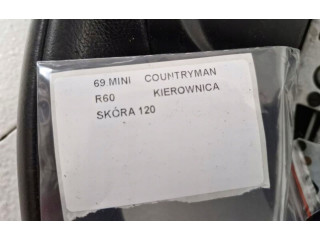 69 MINI COUNTRYMAN
R60 KIEROWNICA
SKÓRA 120